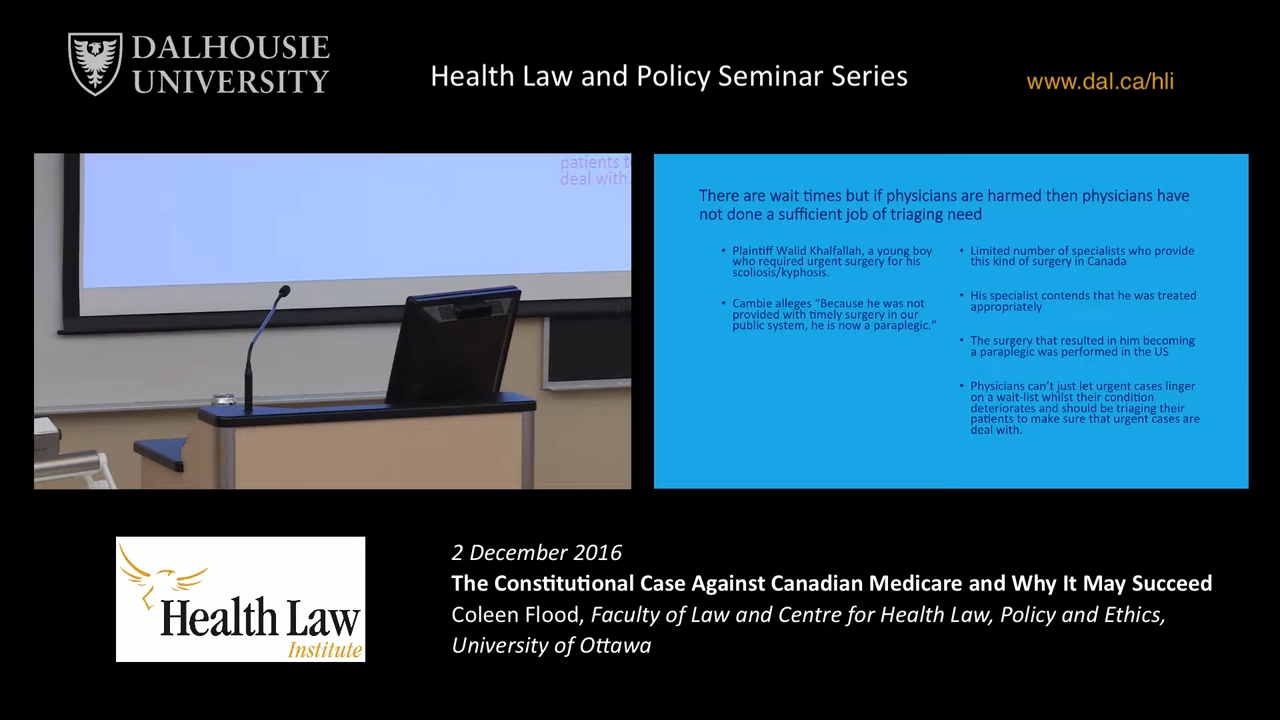 DALHOUSIE
UNIVERSITY
Health Law and Policy Seminar Series
www.dal.ca/hli
patients t
deal with.
There are wait times but if physicians are harmed then physicians have
not done a sufficient job of triaging need
• Plaintiff Walid Khalfallah, a young boy
who required urgent surgery for his
scoliosis/kyphosis.
• Cambie alleges “Because he was not
provided with timely surgery in our
public system, he is now a paraplegic.”
• Limited number of specialists who provide
this kind of surgery in Canada
• His specialist contends that he was treated
appropriately
• The surgery that resulted in him becoming
a paraplegic was performed in the US
• Physicians can’t just let urgent cases linger
on a wait-list whilst their condition
deteriorates and should be triaging their
patients to make sure that urgent cases are
deal with.
Health Law
Institute
2 December 2016
The Constitutional Case Against Canadian Medicare and Why It May Succeed
Coleen Flood, Faculty of Law and Centre for Health Law, Policy and Ethics,
University of Ottawa